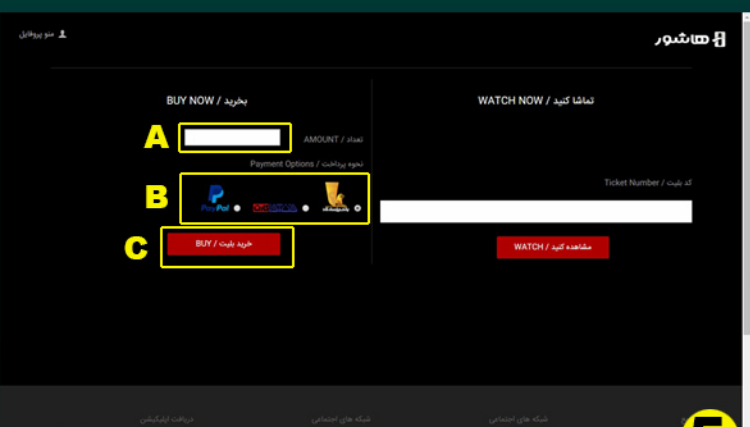 هاشور
منو پروفایل
تماشا کنید / WATCH NOW
بخرید / BUY NOW
A
تعداد / AMOUNT
نحوه پرداخت / Payment Options
B
PayPal
کد بلیت / Ticket Number
C
خرید بلیت / BUY
مشاهده کنید / WATCH
شبکه های اجتماعی
شبکه های اجتماعی
دریافت اپلیکیشن